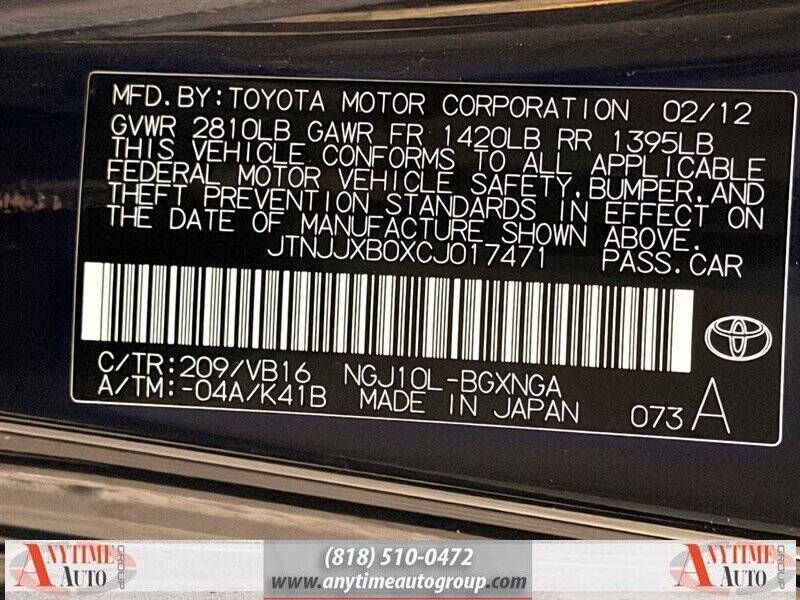 MFD.BY:TOYOTA MOTOR CORPORATION 02/12
GVWR 2810LB GAWR FR 1420LB RR 1395LB
THIS VEHICLE CONFORMS TO ALL APPLICABLE
FEDERAL MOTOR VEHICLE SAFETY,BUMPER,AND
THEFT PREVENTION STANDARDS IN EFFECT ON
THE DATE OF MANUFACTURE SHOWN ABOVE.
JTNJJXB0XCJ017471 PASS.CAR
C/TR:209/VB16 NGJ10L-BGXNGA
A/TM:-04A/K41B MADE IN JAPAN 073 A
ANYTIME AUTO GROUP
(818) 510-0472
www.anytimeautogroup.com
ANYTIME AUTO GROUP